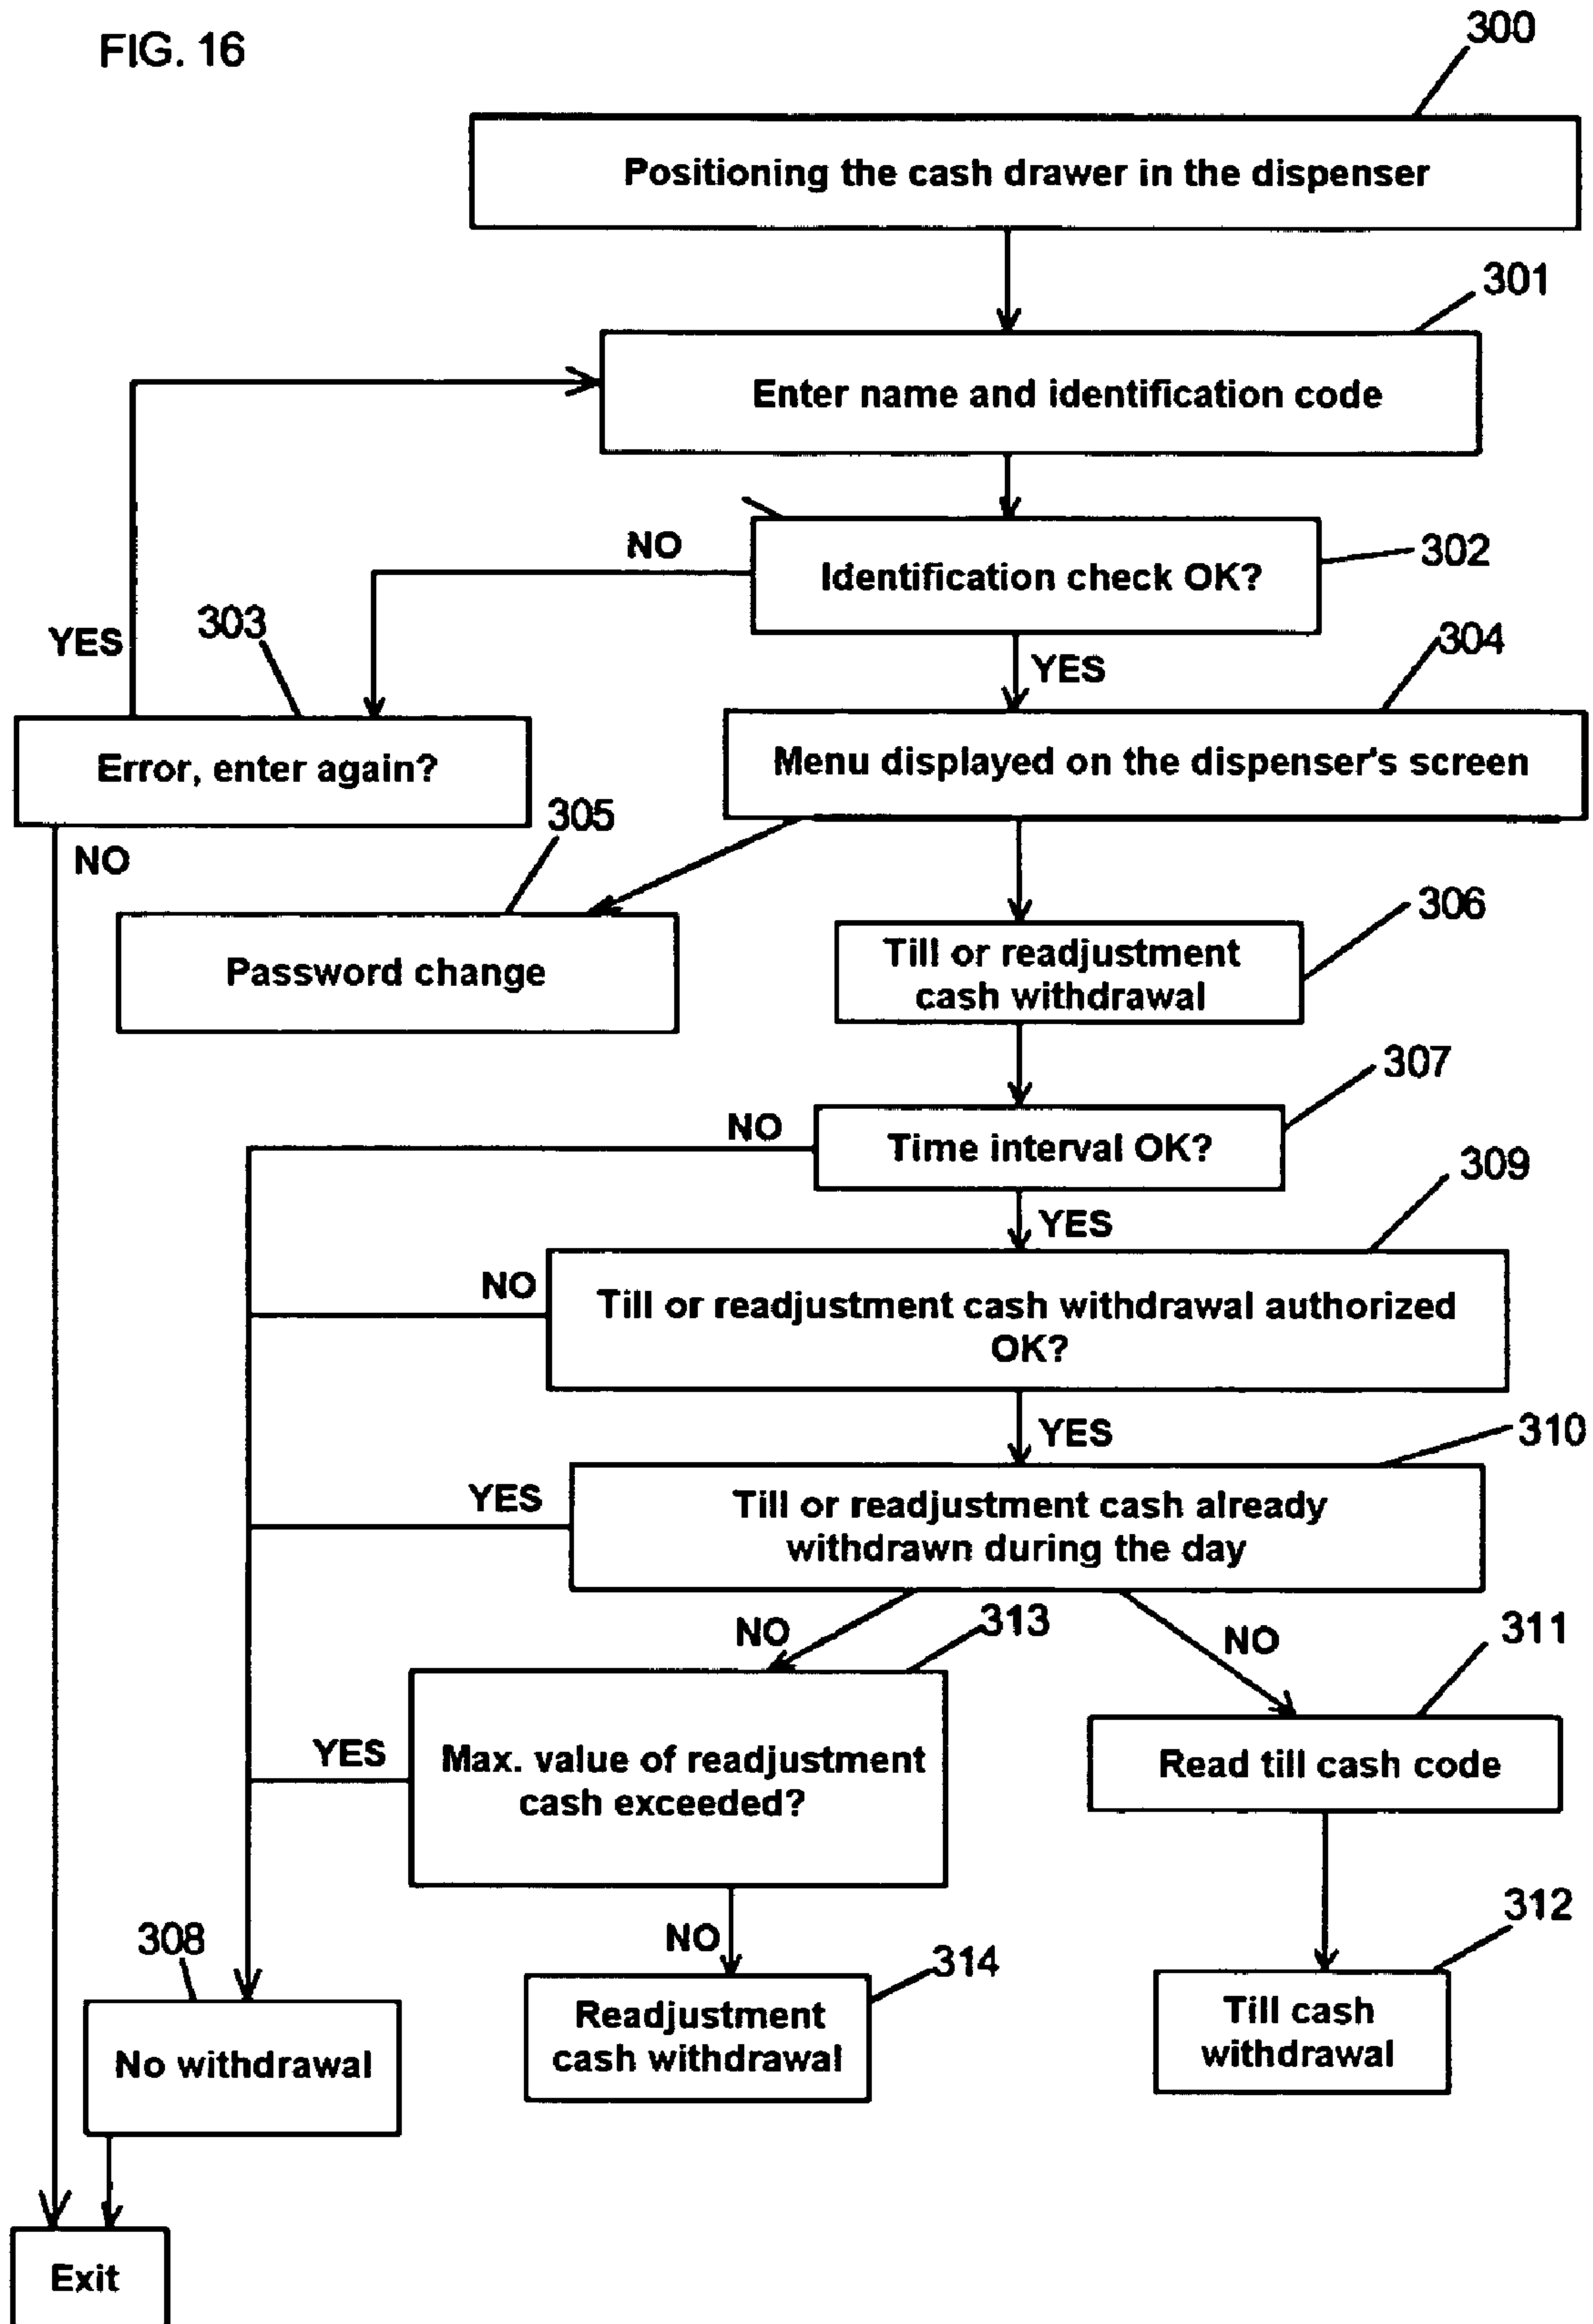 FIG. 16
300
Positioning the cash drawer in the dispenser
301
Enter name and identification code
NO
Identification check OK?
302
YES
303
YES
304
Error, enter again?
Menu displayed on the dispenser's screen
NO
305
306
Password change
Till or readjustment
cash withdrawal
307
NO
Time interval OK?
309
YES
NO
Till or readjustment cash withdrawal authorized
OK?
YES
310
YES
Till or readjustment cash already
withdrawn during the day
NO
313
NO
311
YES
Max. value of readjustment
cash exceeded?
Read till cash code
308
NO
314
312
No withdrawal
Readjustment
cash withdrawal
Till cash
withdrawal
Exit